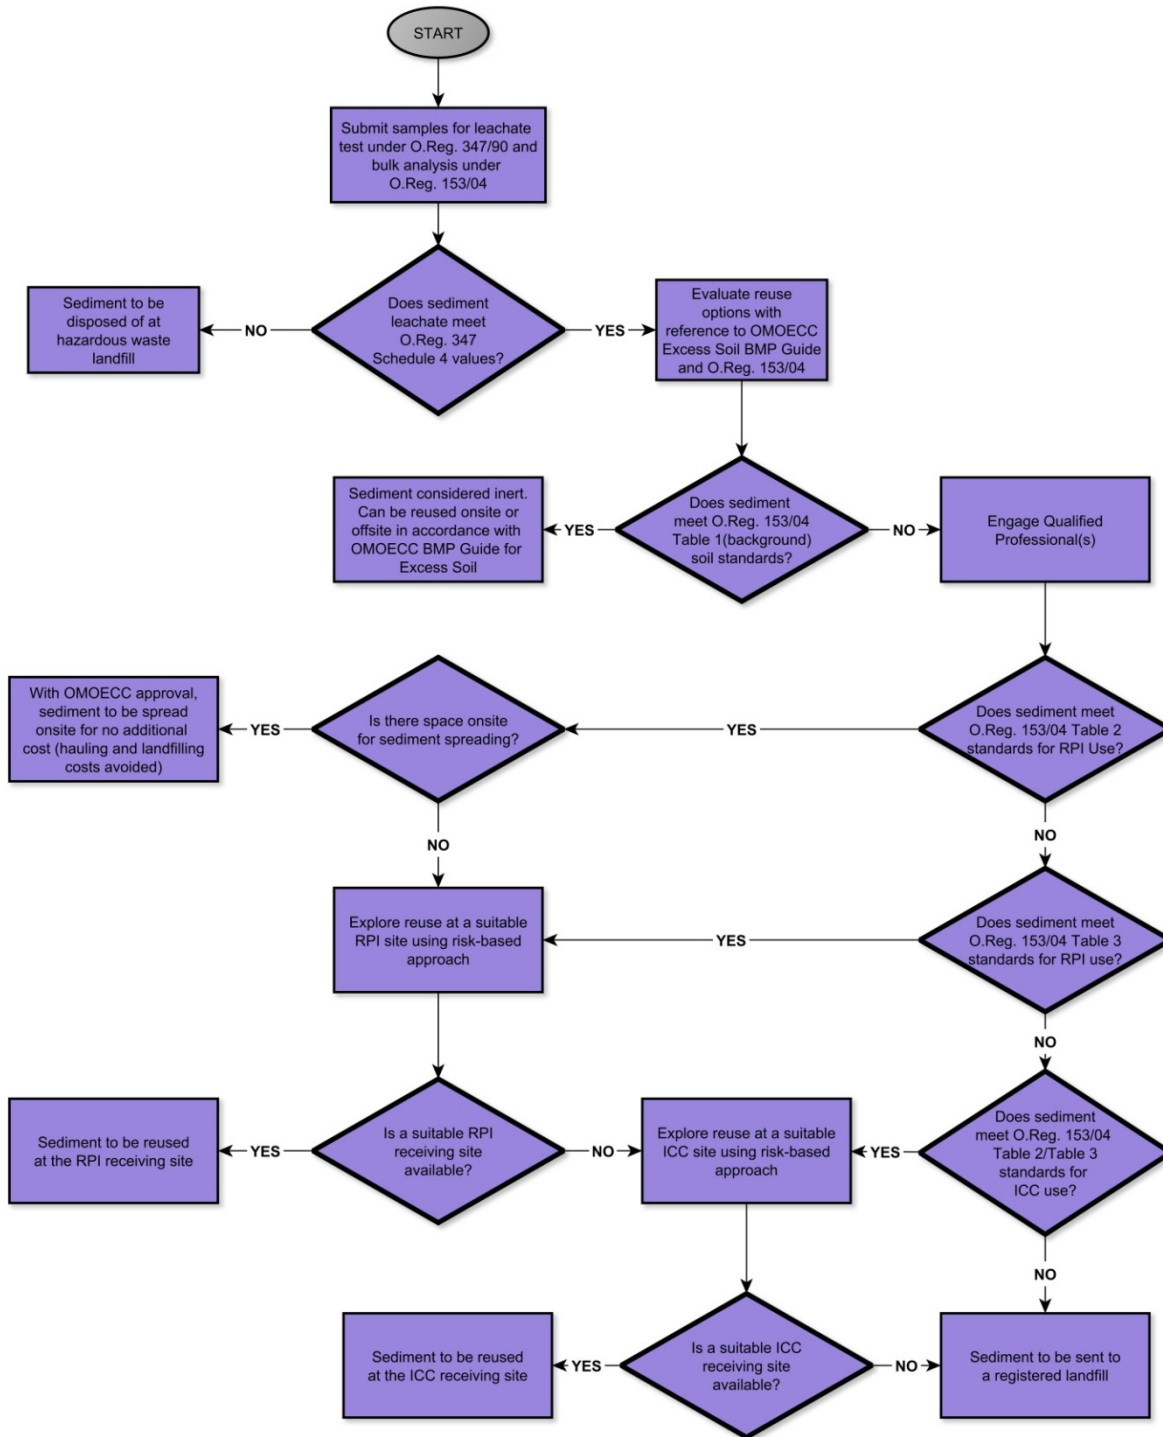 START
Submit samples for leachate
test under O.Reg. 347/90 and
bulk analysis under
O.Reg. 153/04
Does sediment
leachate meet
O.Reg. 347
Schedule 4 values?
NO
YES
Sediment to be
disposed of at
hazardous waste
landfill
Evaluate reuse
options with
reference to OMOECC
Excess Soil BMP Guide
and O.Reg. 153/04
Does sediment
meet O.Reg. 153/04
Table 1(background)
soil standards?
YES
NO
Sediment considered inert.
Can be reused onsite or
offsite in accordance with
OMOECC BMP Guide for
Excess Soil
Engage Qualified
Professional(s)
Does sediment meet
O.Reg. 153/04 Table 2
standards for RPI Use?
YES
Is there space onsite
for sediment spreading?
YES
With OMOECC approval,
sediment to be spread
onsite for no additional
cost (hauling and landfilling
costs avoided)
NO
NO
Does sediment meet
O.Reg. 153/04 Table 3
standards for RPI use?
YES
Explore reuse at a suitable
RPI site using risk-based
approach
NO
Is a suitable RPI
receiving site
available?
YES
Sediment to be reused
at the RPI receiving site
NO
Explore reuse at a suitable
ICC site using risk-based
approach
YES
Does sediment
meet O.Reg. 153/04
Table 2/Table 3
standards for
ICC use?
NO
Is a suitable ICC
receiving site
available?
YES
Sediment to be reused
at the ICC receiving site
NO
Sediment to be sent to
a registered landfill